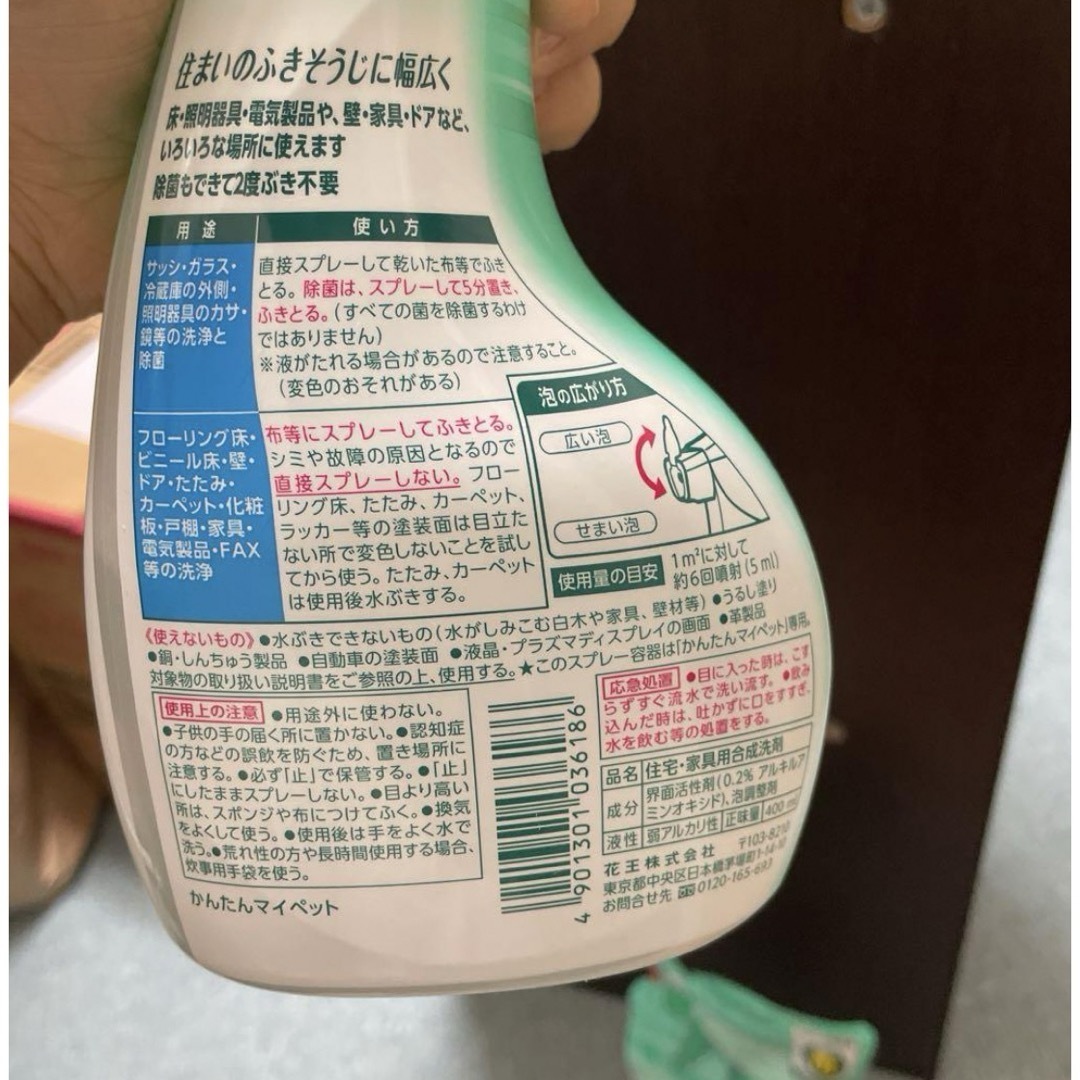 住まいのふきそうじに幅広く
床・照明器具・電気製品や、壁・家具・ドアなど、
いろいろな場所に使えます
除菌もできて2度ぶき不要
用途
使い方
サッシ・ガラス・
冷蔵庫の外側・
照明器具のカサ・
鏡等の洗浄と
除菌
直接スプレーして乾いた布等でふき
とる。除菌は、スプレーして5分置き、
ふきとる。(すべての菌を除菌するわけ
ではありません)
※液がたれる場合があるので注意すること。
(変色のおそれがある)
フローリング床・
ビニール床・壁・
ドア・たたみ・
カーペット・化粧
板・戸棚・家具・
電気製品・FAX
等の洗浄
布等にスプレーしてふきとる。
シミや故障の原因となるので
直接スプレーしない。フロー
リング床、たたみ、カーペット、
ラッカー等の塗装面は目立た
ない所で変色しないことを試し
てから使う。たたみ、カーペット
は使用後水ぶきする。
泡の広がり方
広い泡
せまい泡
使用量の目安
1m²に対して
約6回噴射(5ml)
《使えないもの》●水ぶきできないもの(水がしみこむ白木や家具、壁材等)●うるし塗り
●銅・しんちゅう製品 ●自動車の塗装面 ●液晶・プラズマディスプレイの画面 ●革製品
対象物の取り扱い説明書をご参照の上、使用する。★このスプレー容器は「かんたんマイペット」専用。
使用上の注意 ●用途外に使わない。
●子供の手の届く所に置かない。●認知症
の方などの誤飲を防ぐため、置き場所に
注意する。●必ず「止」で保管する。●「止」
にしたままスプレーしない。●目より高い
所は、スポンジや布につけてふく。●換気
をよくして使う。●使用後は手をよく水で
洗う。●荒れ性の方や長時間使用する場合、
炊事用手袋を使う。
かんたんマイペット
4 901301 036186
応急処置 ●目に入った時は、こす
らずすぐ流水で洗い流す。●飲み
込んだ時は、吐かずに口をすすぎ、
水を飲む等の処置をする。
品名 住宅・家具用合成洗剤
成分 界面活性剤(0.2% アルキルア
ミンオキシド)、泡調整剤
液性 弱アルカリ性 正味量 400ml
花王株式会社 〒103-8210
東京都中央区日本橋茅場町1-14-10
お問合せ先 0120-165-693